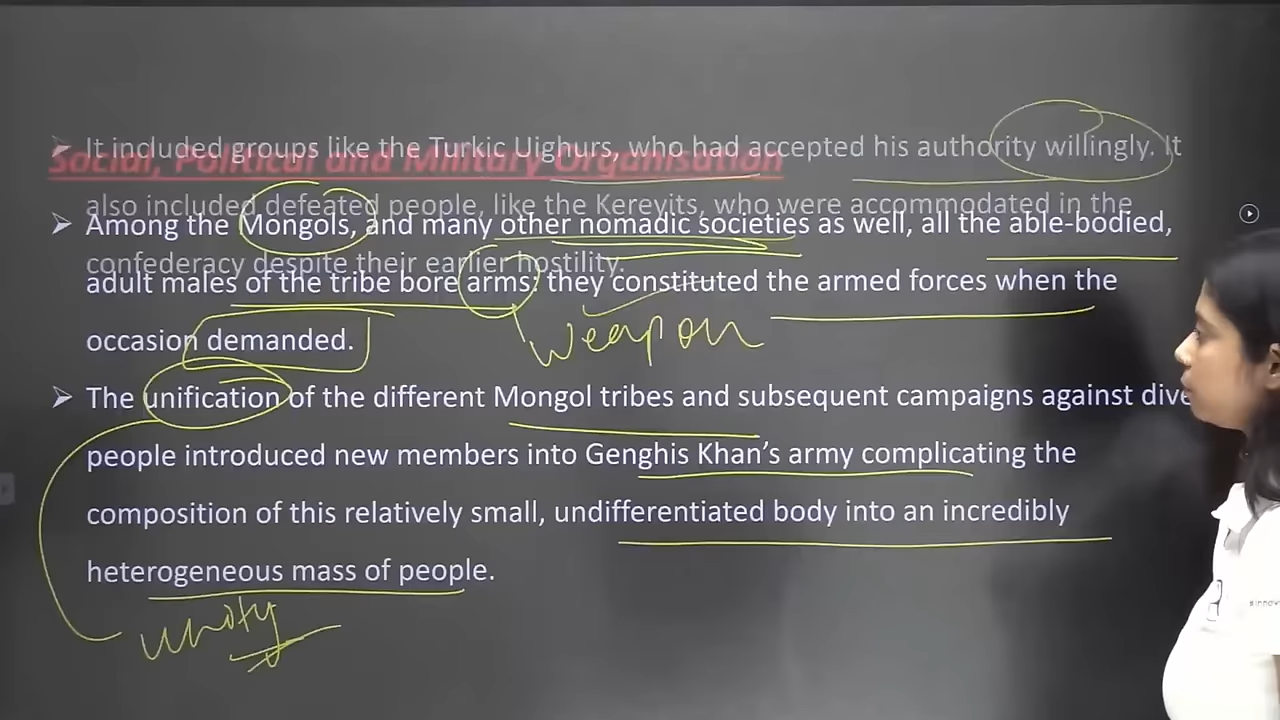 Social, Political and Military Organisation
It included groups like the Turkic Uighurs, who had accepted his authority willingly. It
also included defeated people, like the Kereyits, who were accommodated in the
confederacy despite their earlier hostility.
Among the Mongols, and many other nomadic societies as well, all the able-bodied,
adult males of the tribe bore arms; they constituted the armed forces when the
occasion demanded.
weapon
The unification of the different Mongol tribes and subsequent campaigns against dive
people introduced new members into Genghis Khan’s army complicating the
composition of this relatively small, undifferentiated body into an incredibly
heterogeneous mass of people.
unity